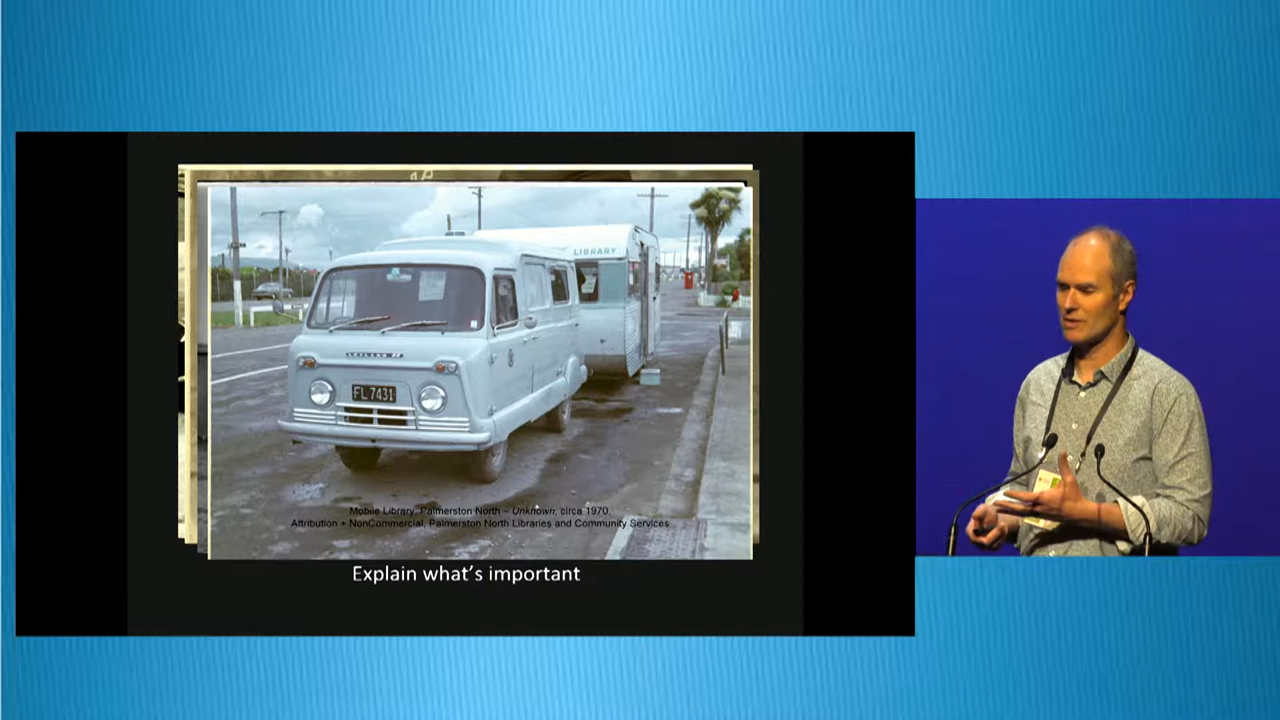 LIBRARY
FL 7431
Mobile Library, Palmerston North – Unknown, circa 1970.
Attribution + NonCommercial, Palmerston North Libraries and Community Services
Explain what's important